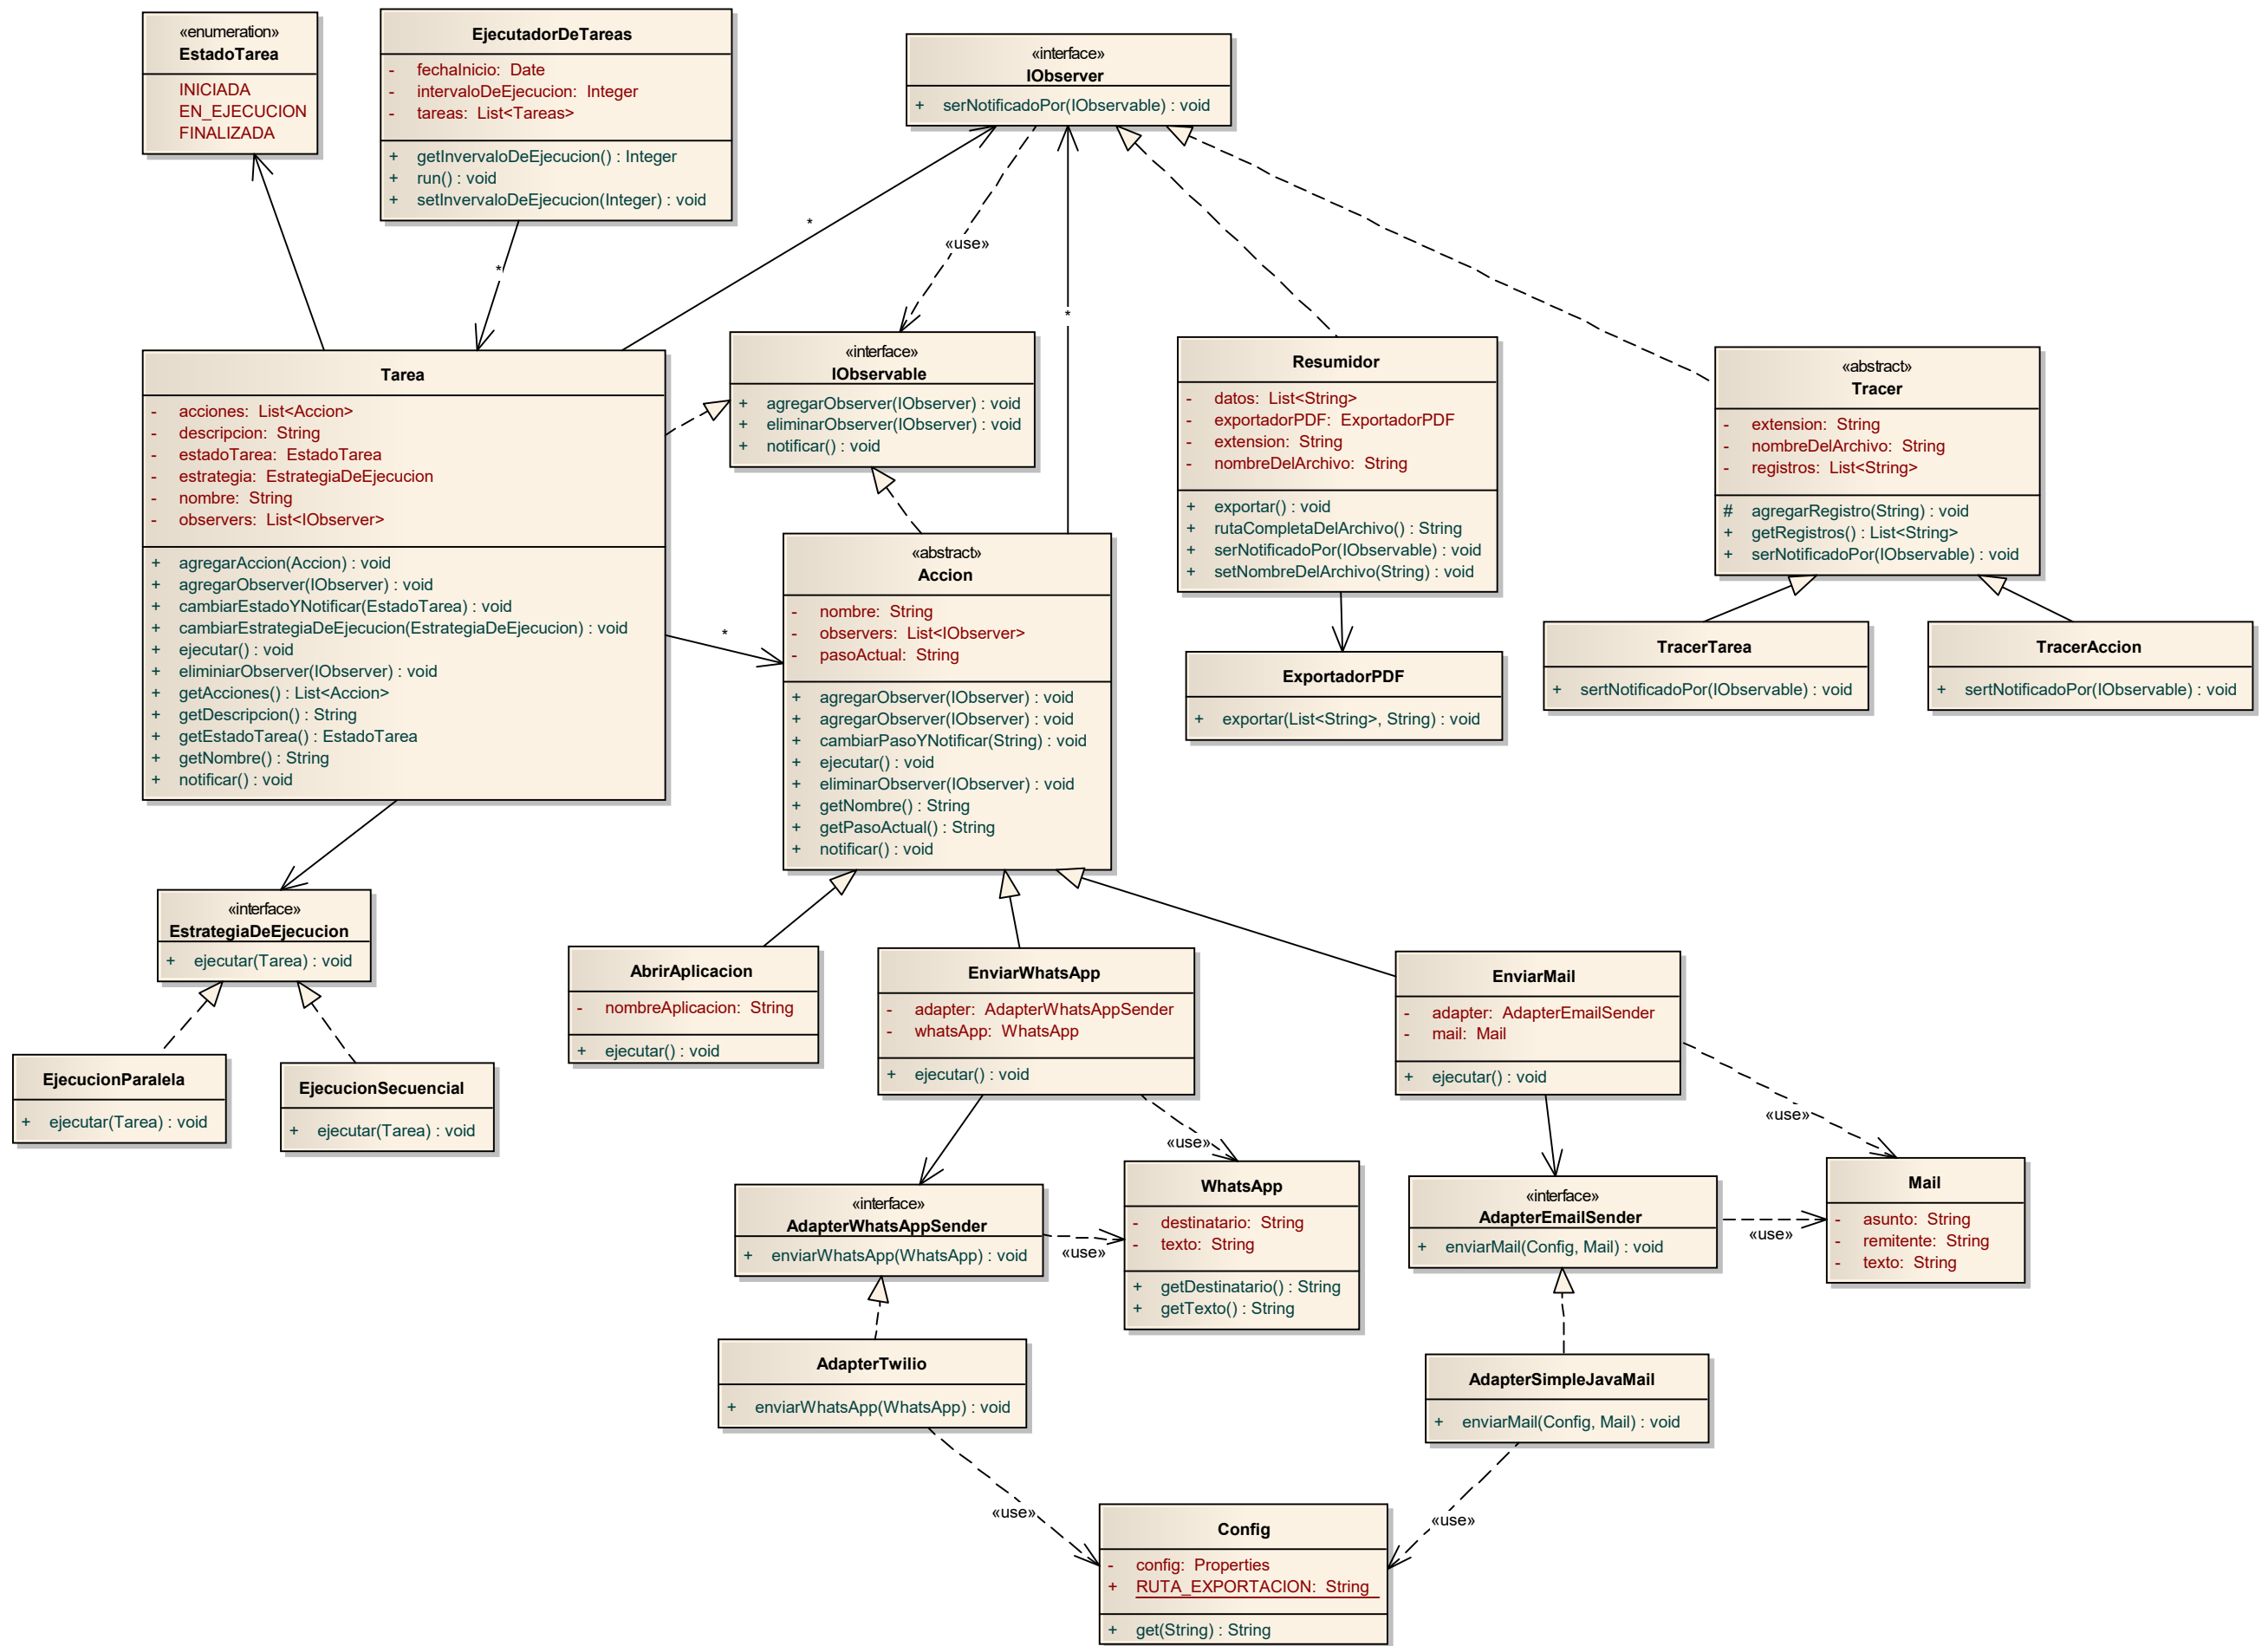 «enumeration»
EstadoTarea
INICIADA
EN_EJECUCION
FINALIZADA
EjecutadorDeTareas
- fechaInicio: Date
- intervaloDeEjecucion: Integer
- tareas: List<Tareas>
+ getInvervaloDeEjecucion() : Integer
+ run() : void
+ setInvervaloDeEjecucion(Integer) : void
«interface»
IObserver
+ serNotificadoPor(IObservable) : void
*
«use»
*
*
Tarea
- acciones: List<Accion>
- descripcion: String
- estadoTarea: EstadoTarea
- estrategia: EstrategiaDeEjecucion
- nombre: String
- observers: List<IObserver>
+ agregarAccion(Accion) : void
+ agregarObserver(IObserver) : void
+ cambiarEstadoYNotificar(EstadoTarea) : void
+ cambiarEstrategiaDeEjecucion(EstrategiaDeEjecucion) : void
+ ejecutar() : void
+ eliminiarObserver(IObserver) : void
+ getAcciones() : List<Accion>
+ getDescripcion() : String
+ getEstadoTarea() : EstadoTarea
+ getNombre() : String
+ notificar() : void
«interface»
IObservable
+ agregarObserver(IObserver) : void
+ eliminarObserver(IObserver) : void
+ notificar() : void
Resumidor
- datos: List<String>
- exportadorPDF: ExportadorPDF
- extension: String
- nombreDelArchivo: String
+ exportar() : void
+ rutaCompletaDelArchivo() : String
+ serNotificadoPor(IObservable) : void
+ setNombreDelArchivo(String) : void
«abstract»
Tracer
- extension: String
- nombreDelArchivo: String
- registros: List<String>
# agregarRegistro(String) : void
+ getRegistros() : List<String>
+ serNotificadoPor(IObservable) : void
*
«abstract»
Accion
- nombre: String
- observers: List<IObserver>
- pasoActual: String
+ agregarObserver(IObserver) : void
+ agregarObserver(IObserver) : void
+ cambiarPasoYNotificar(String) : void
+ ejecutar() : void
+ eliminarObserver(IObserver) : void
+ getNombre() : String
+ getPasoActual() : String
+ notificar() : void
ExportadorPDF
+ exportar(List<String>, String) : void
TracerTarea
+ sertNotificadoPor(IObservable) : void
TracerAccion
+ sertNotificadoPor(IObservable) : void
«interface»
EstrategiaDeEjecucion
+ ejecutar(Tarea) : void
EjecucionParalela
+ ejecutar(Tarea) : void
EjecucionSecuencial
+ ejecutar(Tarea) : void
AbrirAplicacion
- nombreAplicacion: String
+ ejecutar() : void
EnviarWhatsApp
- adapter: AdapterWhatsAppSender
- whatsApp: WhatsApp
+ ejecutar() : void
EnviarMail
- adapter: AdapterEmailSender
- mail: Mail
+ ejecutar() : void
«use»
«use»
«interface»
AdapterWhatsAppSender
+ enviarWhatsApp(WhatsApp) : void
«use»
WhatsApp
- destinatario: String
- texto: String
+ getDestinatario() : String
+ getTexto() : String
«interface»
AdapterEmailSender
+ enviarMail(Config, Mail) : void
«use»
Mail
- asunto: String
- remitente: String
- texto: String
AdapterTwilio
+ enviarWhatsApp(WhatsApp) : void
AdapterSimpleJavaMail
+ enviarMail(Config, Mail) : void
«use»
«use»
Config
- config: Properties
+ RUTA_EXPORTACION: String
+ get(String) : String